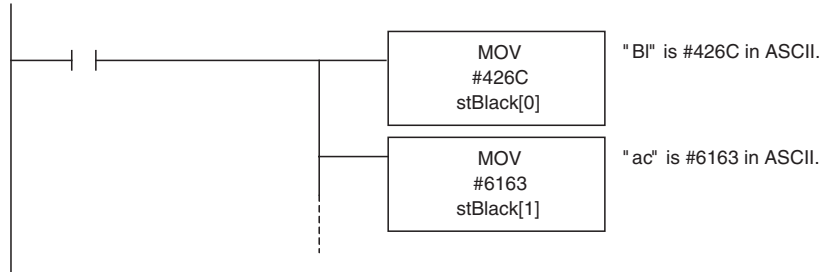 MOV
#426C
stBlack[0]
"Bl" is #426C in ASCII.
MOV
#6163
stBlack[1]
"ac" is #6163 in ASCII.